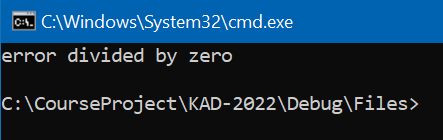 C:\Windows\System32\cmd.exe
error divided by zero
C:\CourseProject\KAD-2022\Debug\Files>